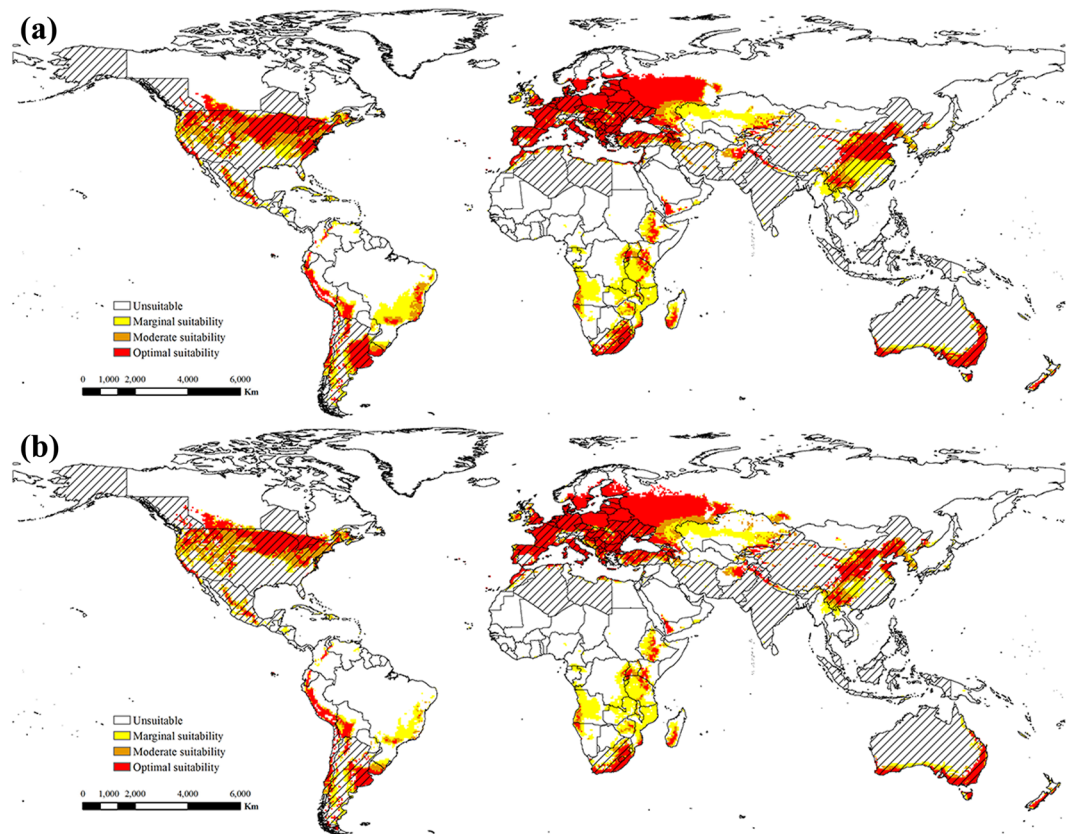 (a)
Unsuitable
Marginal suitability
Moderate suitability
Optimal suitability
0 1,000 2,000 4,000 6,000
Km
(b)
Unsuitable
Marginal suitability
Moderate suitability
Optimal suitability
0 1,000 2,000 4,000 6,000
Km